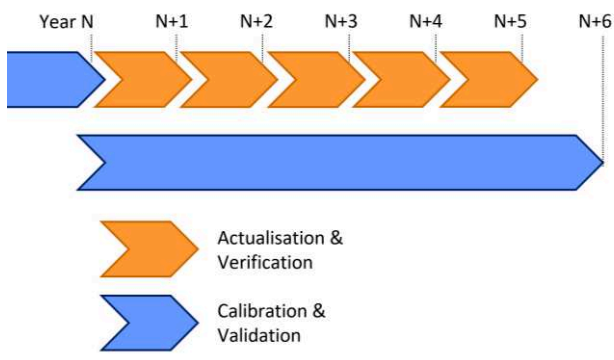 Year N N+1 N+2 N+3 N+4 N+5 N+6
Actualisation &
Verification
Calibration &
Validation